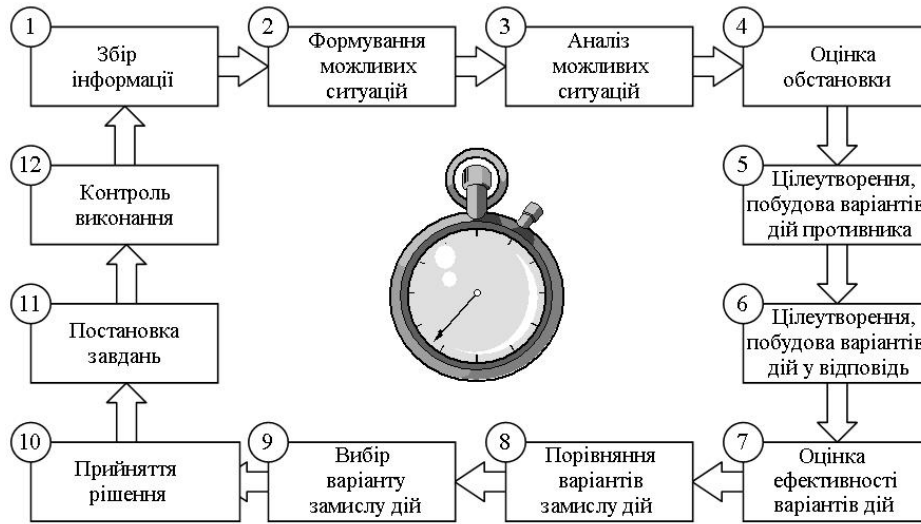 1
Збір
інформації
2
Формування
можливих
ситуацій
3
Аналіз
можливих
ситуацій
4
Оцінка
обстановки
5
Цілеутворення,
побудова варіантів
дій противника
6
Цілеутворення,
побудова варіантів
дій у відповідь
7
Оцінка
ефективності
варіантів дій
8
Порівняння
варіантів
замислу дій
9
Вибір
варіанту
замислу дій
10
Прийняття
рішення
11
Постановка
завдань
12
Контроль
виконання